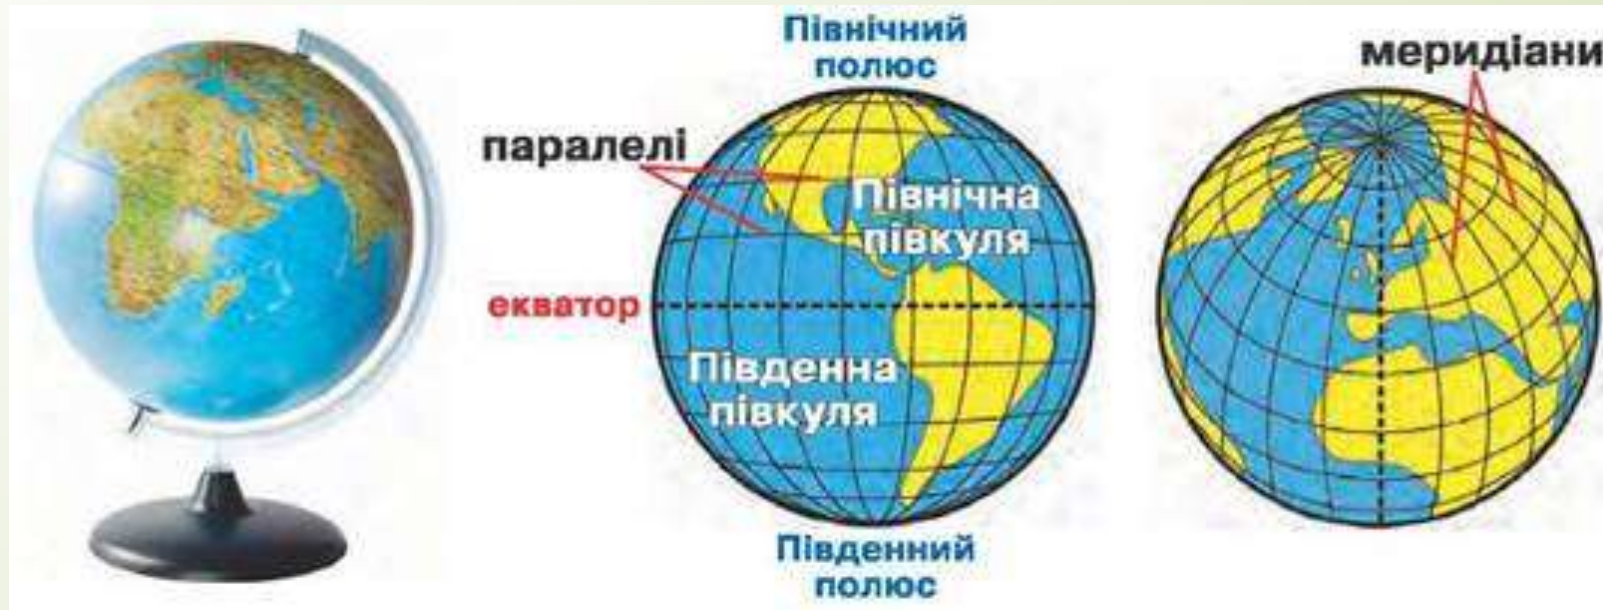 Північний
полюс
меридіани
паралелі
Північна
півкуля
екватор
Південна
півкуля
Південний
полюс